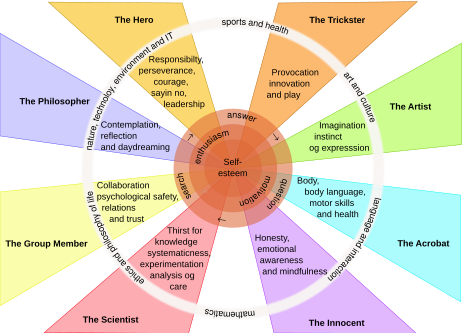 The Hero
The Trickster
sports and health
Responsibilty,
perseverance,
courage,
sayin no,
leadership
Provocation
innovation
and play
nature, technoloy, environment and IT
art and culture
The Philosopher
The Artist
Contemplation,
reflection
and daydreaming
answer
enthusiasm
Imagination
instinct
og expresssion
Self-
esteem
search
motivation
question
Collaboration
psychological safety,
relations
and trust
Body,
body language,
motor skills
and health
The Group Member
The Acrobat
ethics and philosophy of life
language and interaction
Thirst for
knowledge
systematicness,
experimentation
analysis og
care
Honesty,
emotional
awareness
and mindfulness
mathematics
The Scientist
The Innocent